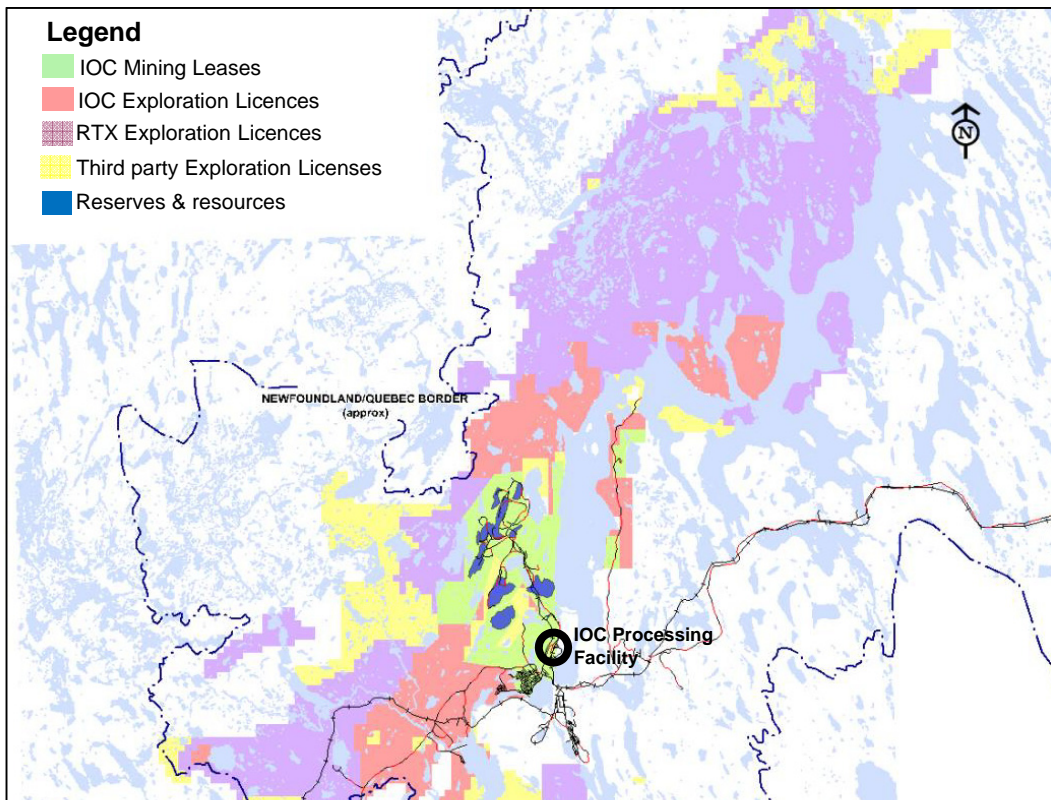 Legend
IOC Mining Leases
IOC Exploration Licences
RTX Exploration Licences
Third party Exploration Licenses
Reserves & resources
N
NEWFOUNDLAND/QUEBEC BORDER
(approx)
IOC Processing
Facility